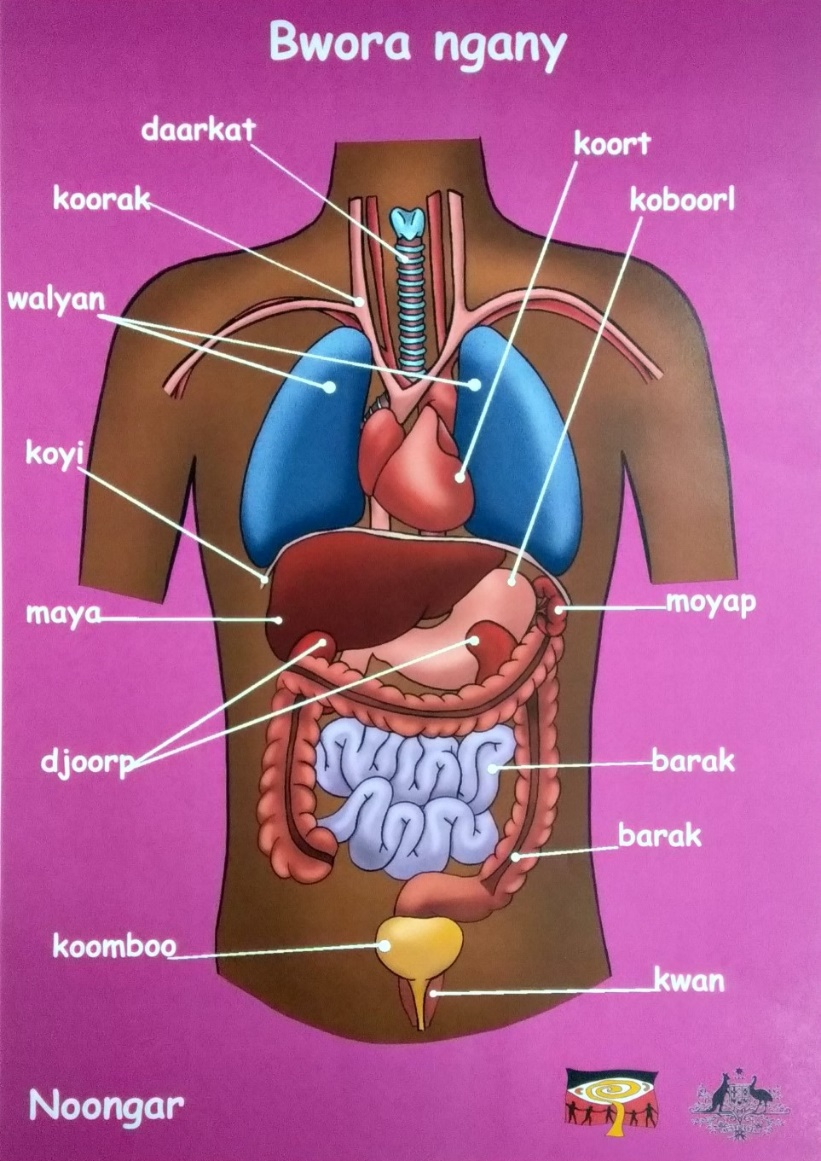 Bwora ngany
daarkat
koort
koorak
koboorl
walyan
koyi
maya
moyap
djoorp
barak
barak
koomboo
kwan
Noongar